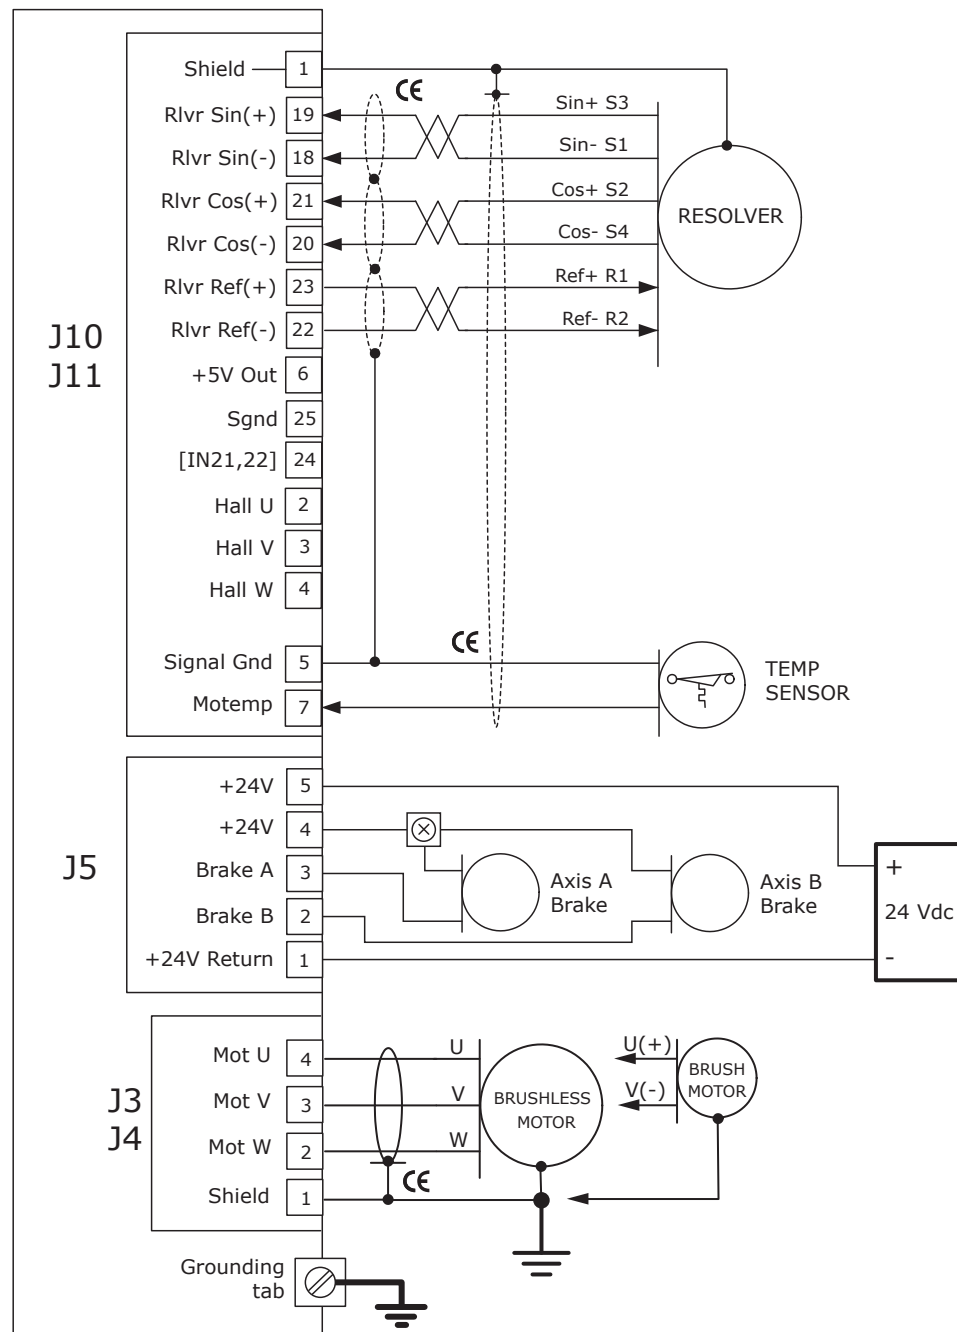 Shield 1
Rlvr Sin(+) 19 Sin+ S3
Rlvr Sin(-) 18 Sin- S1
Rlvr Cos(+) 21 Cos+ S2
Rlvr Cos(-) 20 Cos- S4
Rlvr Ref(+) 23 Ref+ R1
Rlvr Ref(-) 22 Ref- R2
CE
RESOLVER
J10
J11
+5V Out 6
Sgnd 25
[IN21,22] 24
Hall U 2
Hall V 3
Hall W 4
Signal Gnd 5
Motemp 7
CE
TEMP
SENSOR
J5
+24V 5
+24V 4
Brake A 3
Brake B 2
+24V Return 1
Axis A
Brake
Axis B
Brake
+
24 Vdc
-
J3
J4
Mot U 4 U
Mot V 3 V
Mot W 2 W
Shield 1
CE
BRUSHLESS
MOTOR
U(+)
V(-)
BRUSH
MOTOR
Grounding
tab